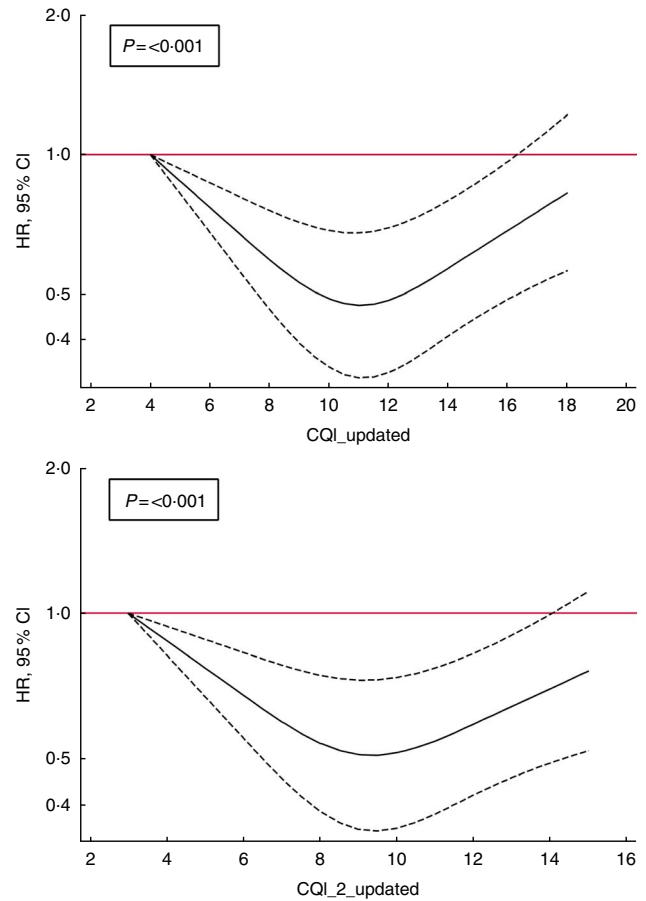 2·0
P=<0·001
1·0
HR, 95% CI
0·5
0·4
2 4 6 8 10 12 14 16 18 20
CQI_updated
2·0
P=<0·001
1·0
HR, 95% CI
0·5
0·4
2 4 6 8 10 12 14 16
CQI_2_updated